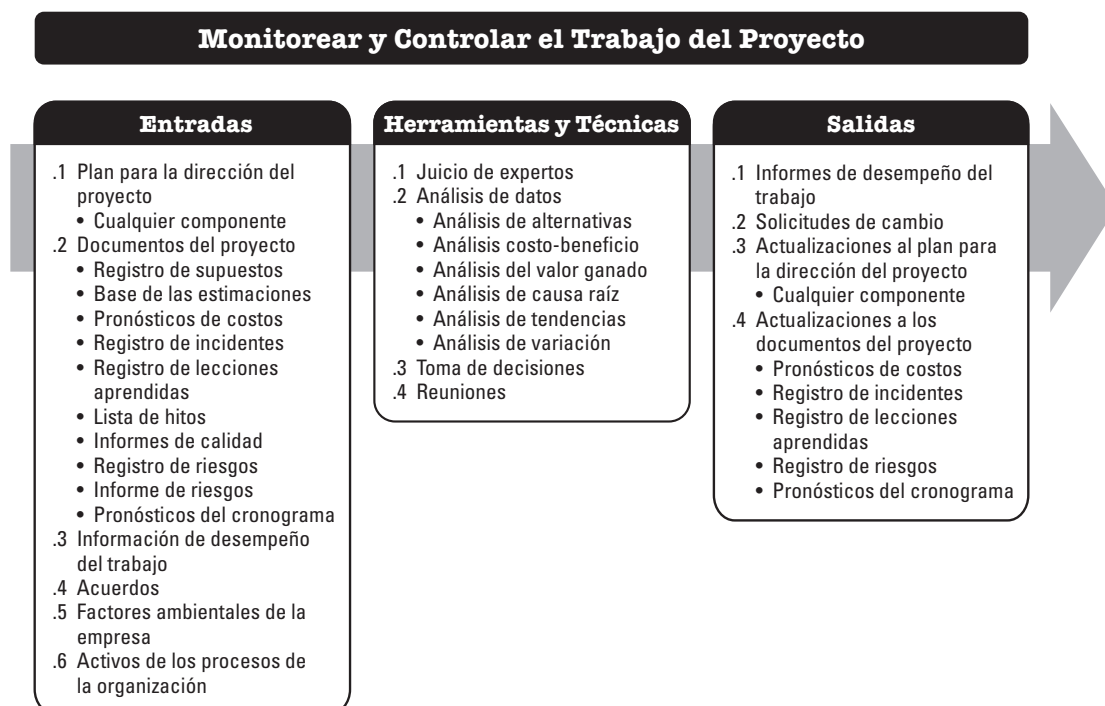 Monitorear y Controlar el Trabajo del Proyecto
Entradas
.1 Plan para la dirección del
proyecto
• Cualquier componente
.2 Documentos del proyecto
• Registro de supuestos
• Base de las estimaciones
• Pronósticos de costos
• Registro de incidentes
• Registro de lecciones
aprendidas
• Lista de hitos
• Informes de calidad
• Registro de riesgos
• Informe de riesgos
• Pronósticos del cronograma
.3 Información de desempeño
del trabajo
.4 Acuerdos
.5 Factores ambientales de la
empresa
.6 Activos de los procesos de
la organización
Herramientas y Técnicas
.1 Juicio de expertos
.2 Análisis de datos
• Análisis de alternativas
• Análisis costo-beneficio
• Análisis del valor ganado
• Análisis de causa raíz
• Análisis de tendencias
• Análisis de variación
.3 Toma de decisiones
.4 Reuniones
Salidas
.1 Informes de desempeño del
trabajo
.2 Solicitudes de cambio
.3 Actualizaciones al plan para
la dirección del proyecto
• Cualquier componente
.4 Actualizaciones a los
documentos del proyecto
• Pronósticos de costos
• Registro de incidentes
• Registro de lecciones
aprendidas
• Registro de riesgos
• Pronósticos del cronograma